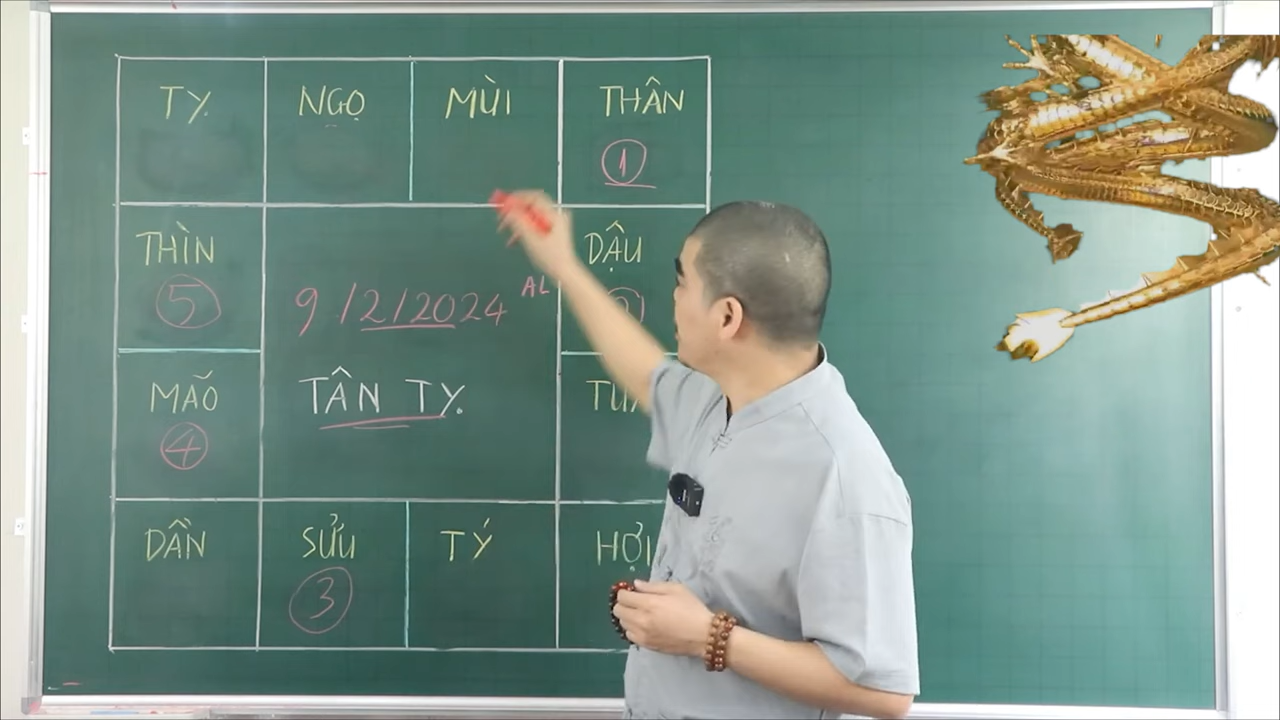 TỴ
NGỌ
MÙI
THÂN
1
THÌN
5
DẬU
9/2/2024 AL
MÃO
4
TÂN TỴ
DẦN
SỬU
3
TÝ
HỢI